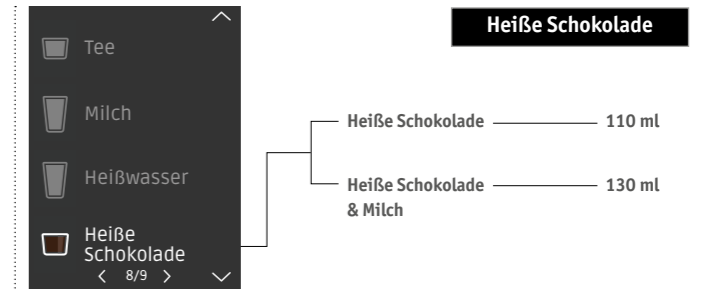 Heiße Schokolade
Tee
Milch
Heißwasser
Heiße
Schokolade
< 8/9 >
Heiße Schokolade 110 ml
Heiße Schokolade 130 ml
& Milch